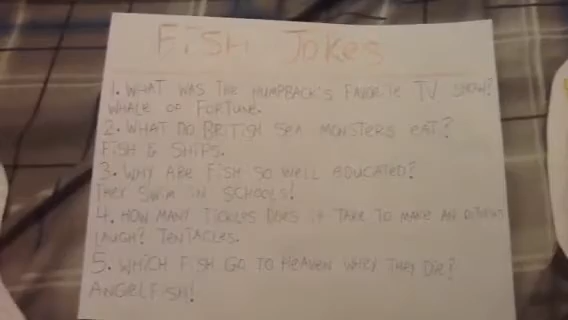 FiSH JoKes
1. WHAT WAS THE HUMPBACK'S FAVORITE TV SHOW?
WHALE OF FORTUNE.
2. WHAT DO BRITISH SEA MONSTERS eAT?
FISH & SHIPS.
3. WHY ARE FISH SO WELL EDUCATED?
THEY SWIM IN SCHOOLS!
4. HOW MANY TICKLES DOES IT TAKE TO MAKE AN
LAUGH? TENTACLES.
5. WHICH FISH GO TO HEAVEN WHEN THEY DIE?
ANGELFISH!